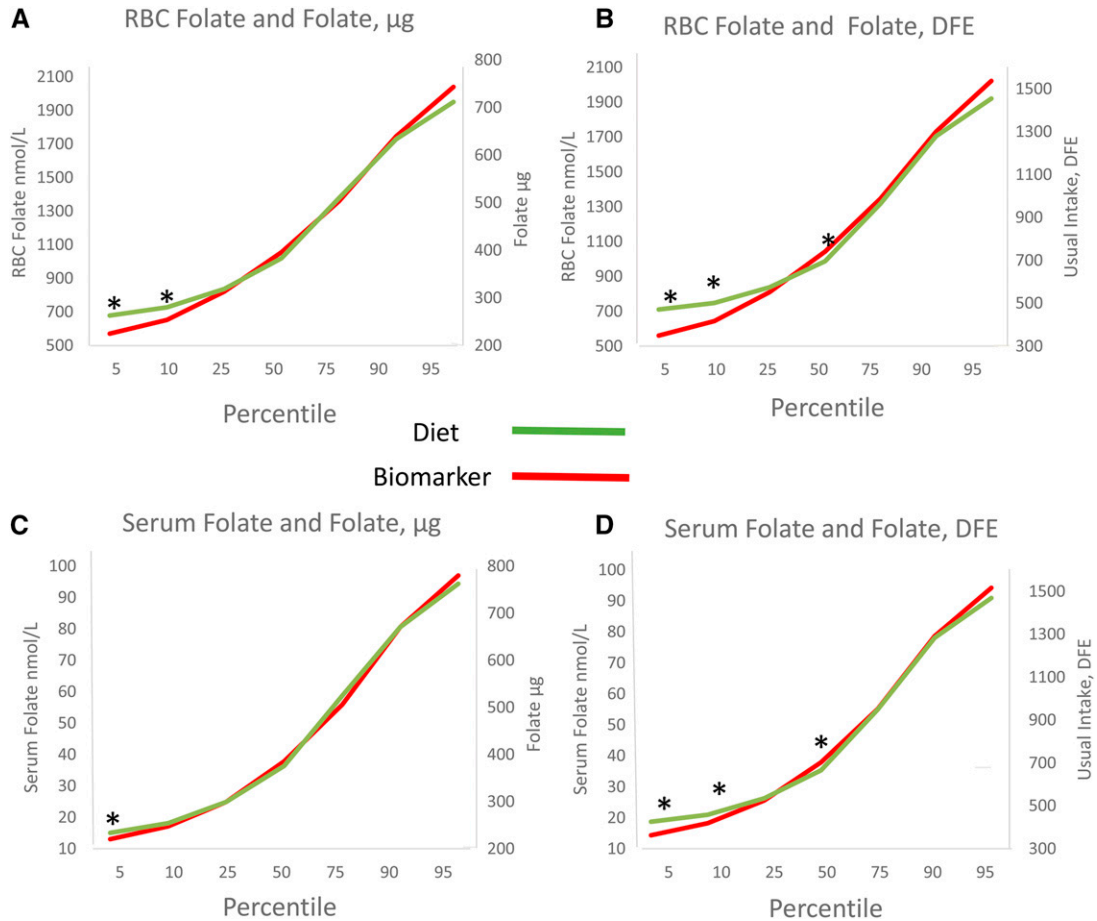 A
RBC Folate and Folate, µg
2100
1900
1700
1500
1300
1100
900
700
500
RBC Folate nmol/L
800
700
600
500
400
300
200
Folate µg
* *
5 10 25 50 75 90 95
Percentile
B
RBC Folate and Folate, DFE
2100
1900
1700
1500
1300
1100
900
700
500
RBC Folate nmol/L
1500
1300
1100
900
700
500
300
Usual Intake, DFE
* * *
5 10 25 50 75 90 95
Percentile
Diet
Biomarker
C
Serum Folate and Folate, µg
100
90
80
70
60
50
40
30
20
10
Serum Folate nmol/L
800
700
600
500
400
300
200
Folate µg
*
5 10 25 50 75 90 95
Percentile
D
Serum Folate and Folate, DFE
100
90
80
70
60
50
40
30
20
10
Serum Folate nmol/L
1500
1300
1100
900
700
500
300
Usual Intake, DFE
* * *
5 10 25 50 75 90 95
Percentile